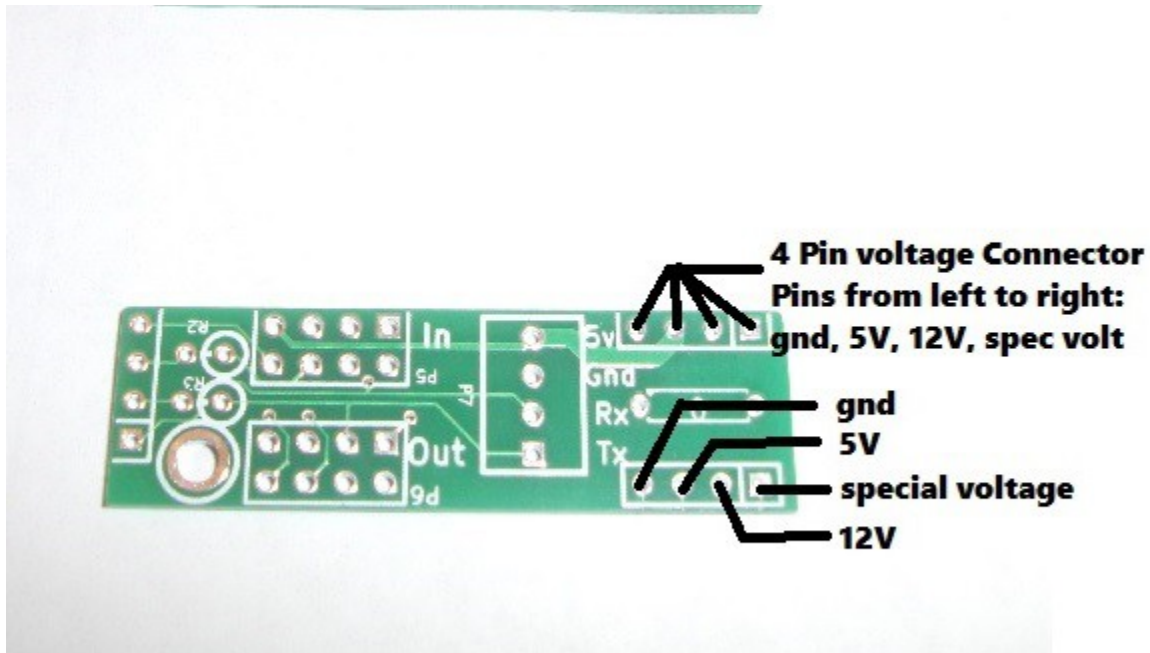 4 Pin voltage Connector
Pins from left to right:
gnd, 5V, 12V, spec volt
R2
In
5v
P5
Gnd
R3
P7
Rx
0
gnd
5V
Out
Tx
P6
special voltage
12V